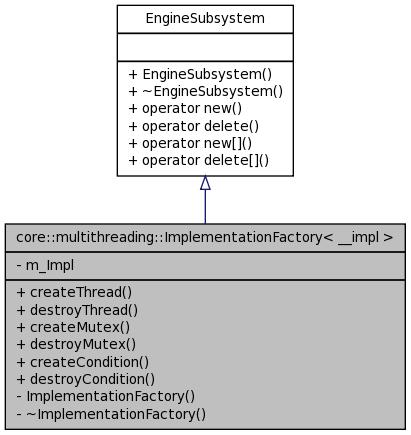 EngineSubsystem
+ EngineSubsystem()
+ ~EngineSubsystem()
+ operator new()
+ operator delete()
+ operator new[]()
+ operator delete[]()
core::multithreading::ImplementationFactory< __impl >
- m_Impl
+ createThread()
+ destroyThread()
+ createMutex()
+ destroyMutex()
+ createCondition()
+ destroyCondition()
- ImplementationFactory()
- ~ImplementationFactory()